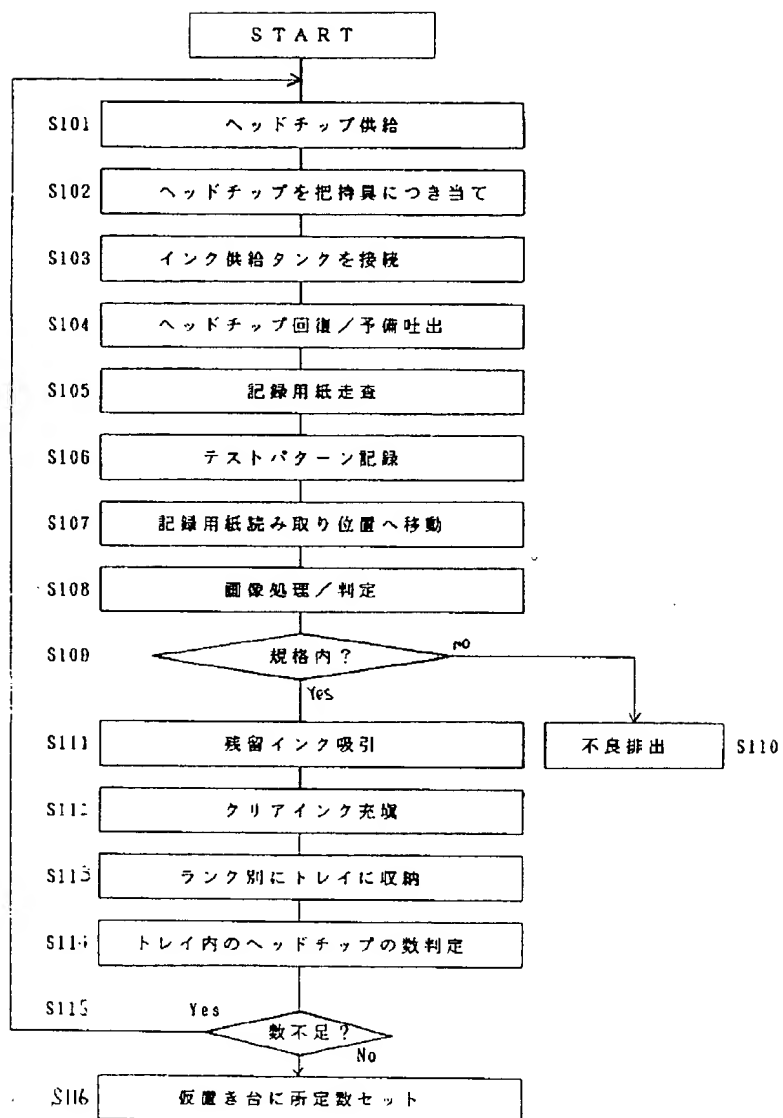 START
S101 ヘッドチップ供給
S102 ヘッドチップを把持具につき当て
S103 インク供給タンクを接続
S104 ヘッドチップ回復／予備吐出
S105 記録用紙走査
S106 テストパターン記録
S107 記録用紙読み取り位置へ移動
S108 画像処理／判定
S109 規格内？ NO
Yes
S111 残留インク吸引 不良排出 S110
S112 クリアインク充填
S113 ランク別にトレイに収納
S114 トレイ内のヘッドチップの数判定
S115 Yes 数不足？
No
S116 仮置き台に所定数セット